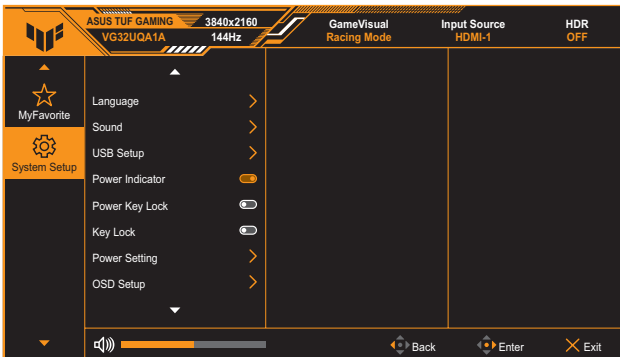 ASUS TUF GAMING
VG32UQA1A
3840x2160
144Hz
GameVisual
Racing Mode
Input Source
HDMI-1
HDR
OFF
MyFavorite
System Setup
Language
Sound
USB Setup
Power Indicator
Power Key Lock
Key Lock
Power Setting
OSD Setup
Back
Enter
Exit